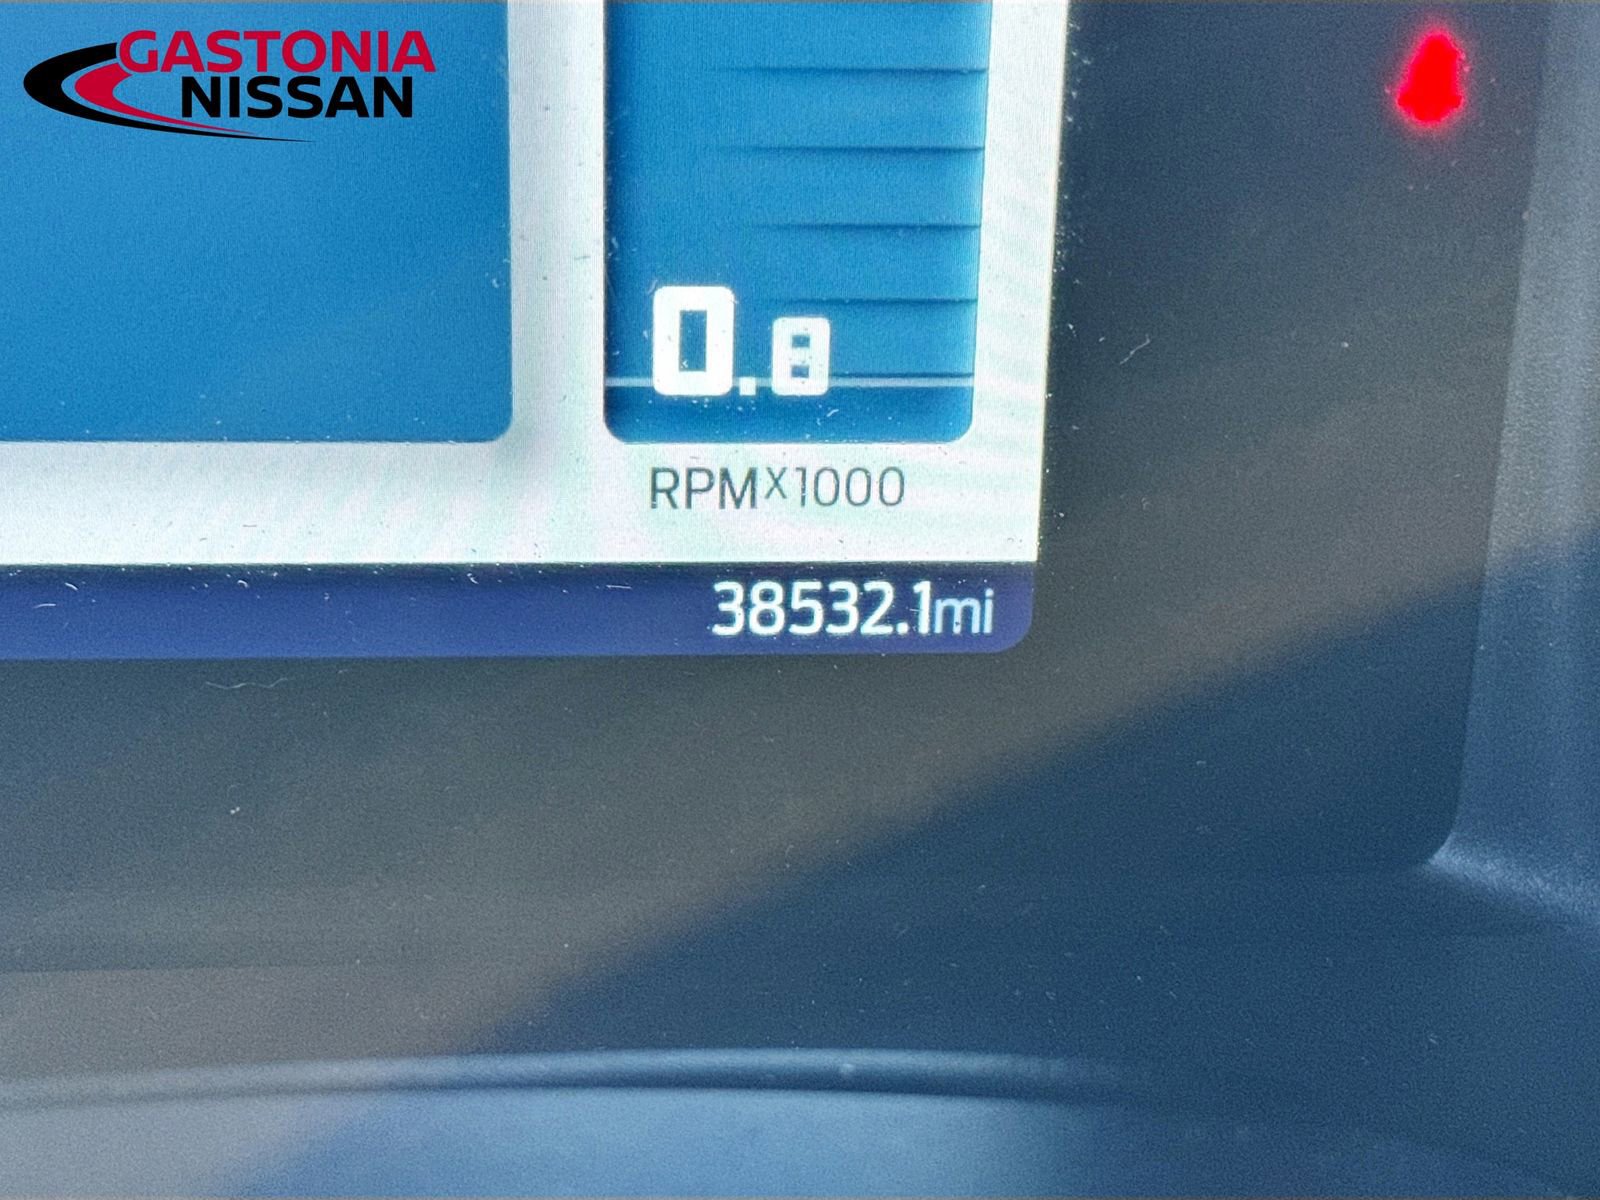 GASTONIA
NISSAN
0.8
RPMX1000
38532.1mi